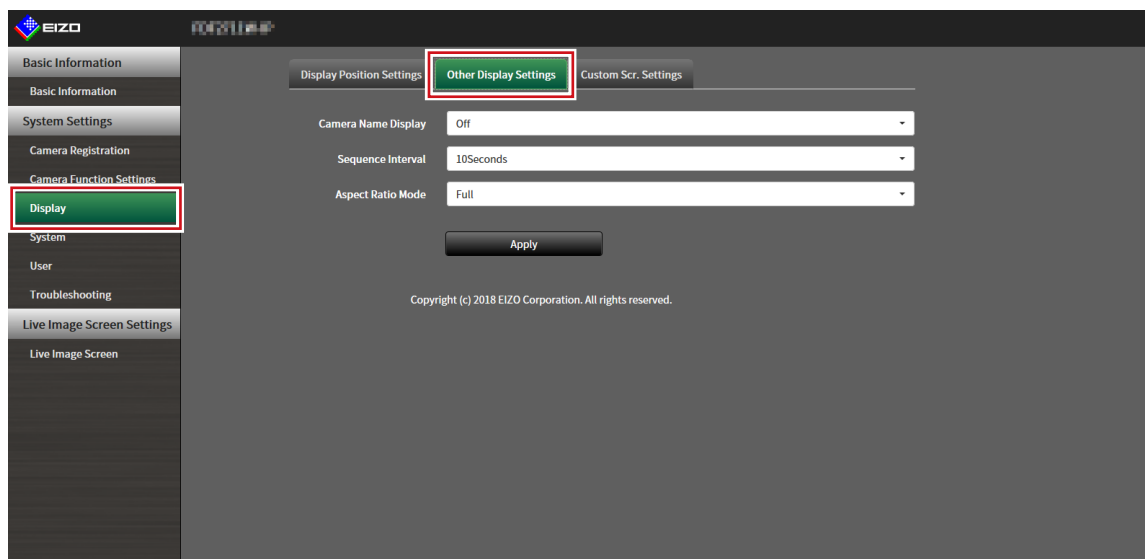 EIZO
Basic Information
Basic Information
System Settings
Camera Registration
Camera Function Settings
Display
System
User
Troubleshooting
Live Image Screen Settings
Live Image Screen
Display Position Settings
Other Display Settings
Custom Scr. Settings
Camera Name Display Off
Sequence Interval 10Seconds
Aspect Ratio Mode Full
Apply
Copyright (c) 2018 EIZO Corporation. All rights reserved.